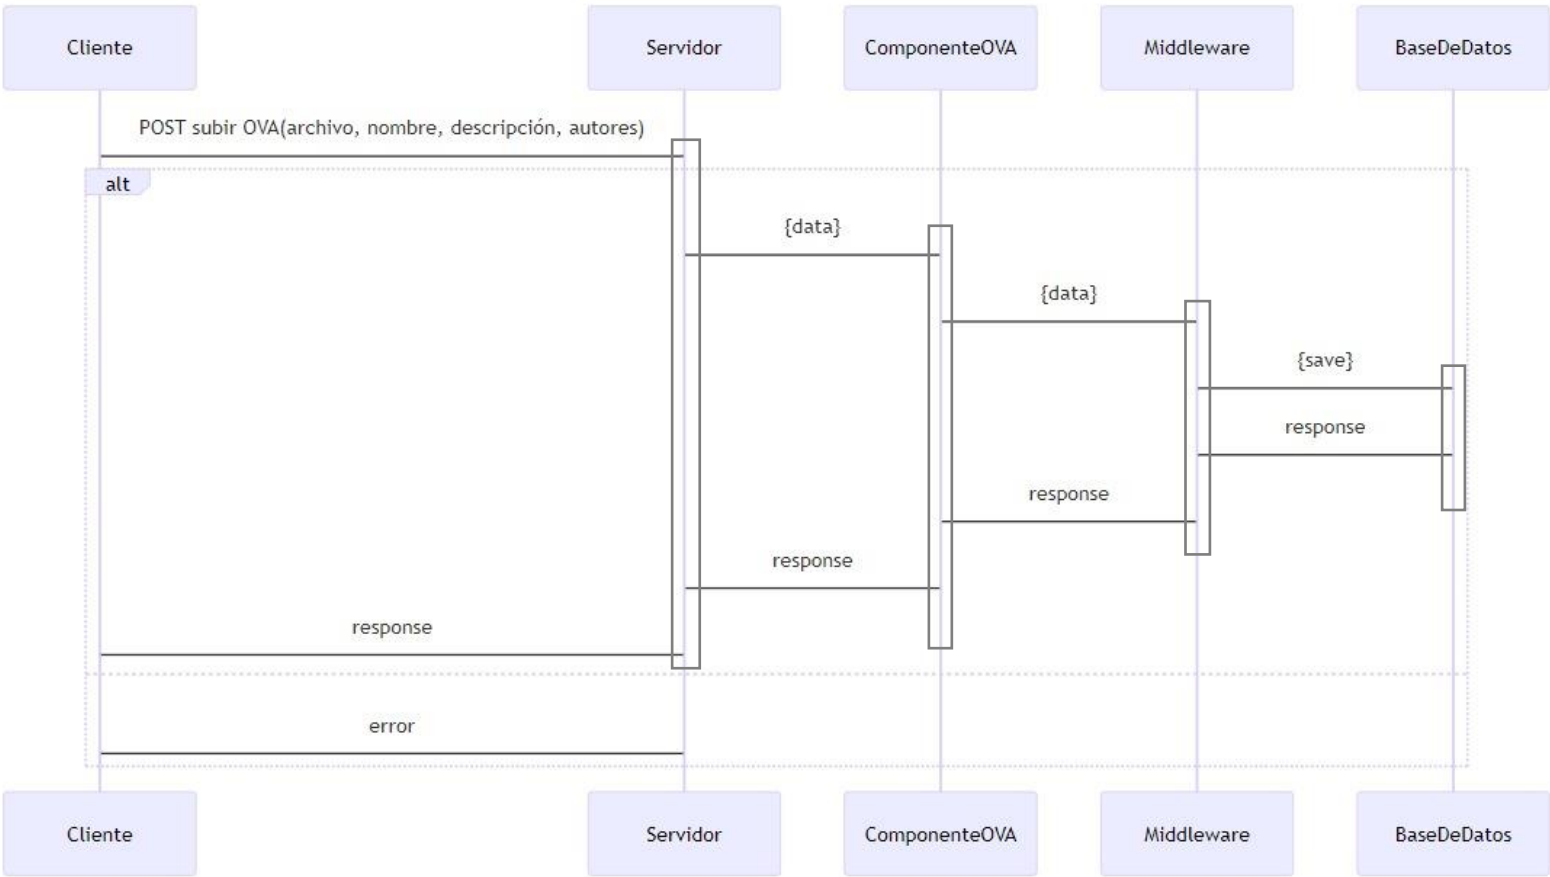 Cliente
Servidor
ComponenteOVA
Middleware
BaseDeDatos
POST subir OVA(archivo, nombre, descripción, autores)
alt
{data}
{data}
{save}
response
response
response
response
error
Cliente
Servidor
ComponenteOVA
Middleware
BaseDeDatos